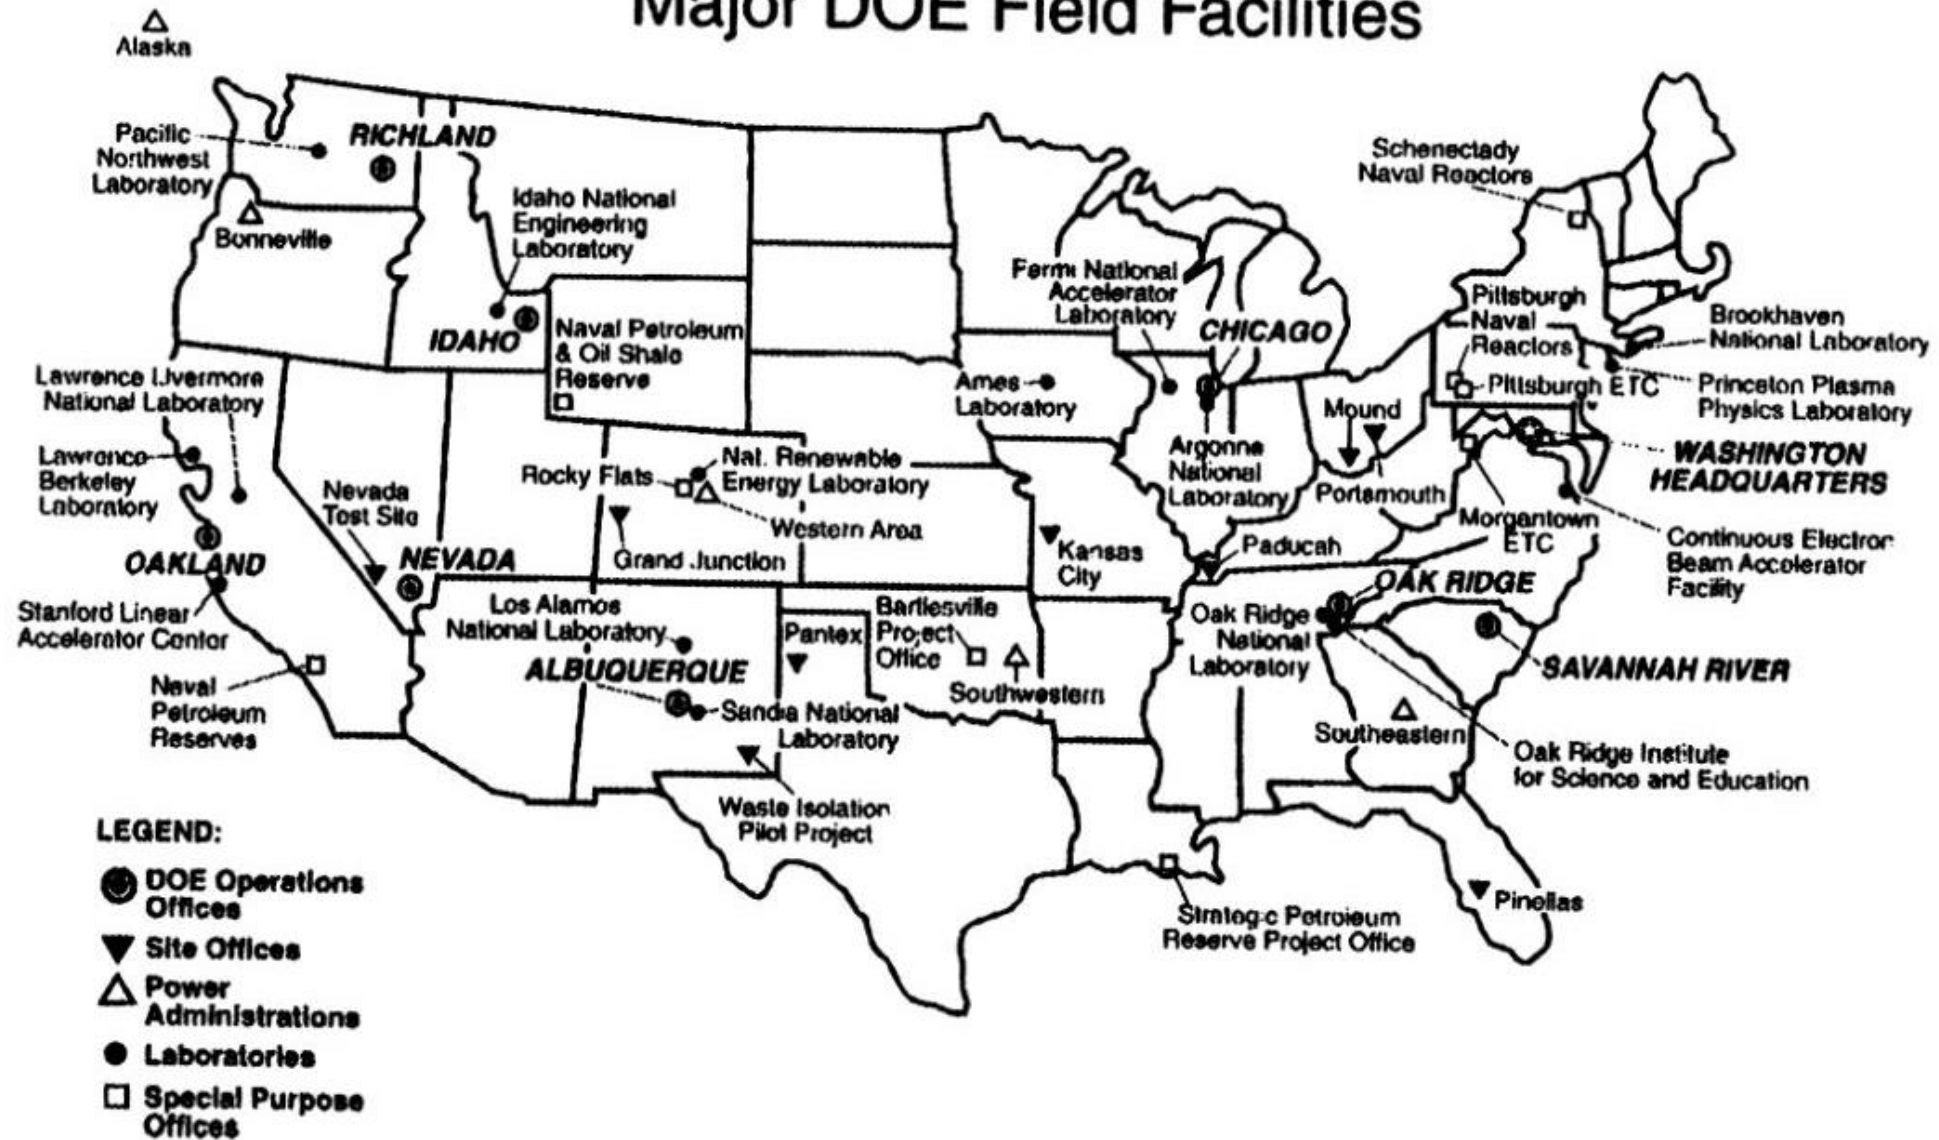 Major DOE Field Facilities
Alaska
Pacific
Northwest
Laboratory
RICHLAND
Bonneville
Idaho National
Engineering
Laboratory
IDAHO
Naval Petroleum
& Oil Shale
Reserve
Lawrence Livermore
National Laboratory
Lawrence
Berkeley
Laboratory
OAKLAND
Stanford Linear
Accelerator Center
Naval
Petroleum
Reserves
Nevada
Test Site
NEVADA
Rocky Flats
Nat. Renewable
Energy Laboratory
Western Area
Grand Junction
Los Alamos
National Laboratory
ALBUQUERQUE
Sandia National
Laboratory
Waste Isolation
Pilot Project
Pantex
Bartlesville
Project
Office
Southwestern
Kansas
City
Ames
Laboratory
Fermi National
Accelerator
Laboratory
CHICAGO
Argonne
National
Laboratory
Paducah
Mound
Portsmouth
Schenectady
Naval Reactors
Pittsburgh
Naval
Reactors
Pittsburgh ETC
Brookhaven
National Laboratory
Princeton Plasma
Physics Laboratory
WASHINGTON
HEADQUARTERS
Morgantown
ETC
Continuous Electron
Beam Accelerator
Facility
OAK RIDGE
Oak Ridge
National
Laboratory
SAVANNAH RIVER
Southeastern
Oak Ridge Institute
for Science and Education
Strategic Petroleum
Reserve Project Office
Pinellas
LEGEND:
DOE Operations
Offices
Site Offices
Power
Administrations
Laboratories
Special Purpose
Offices